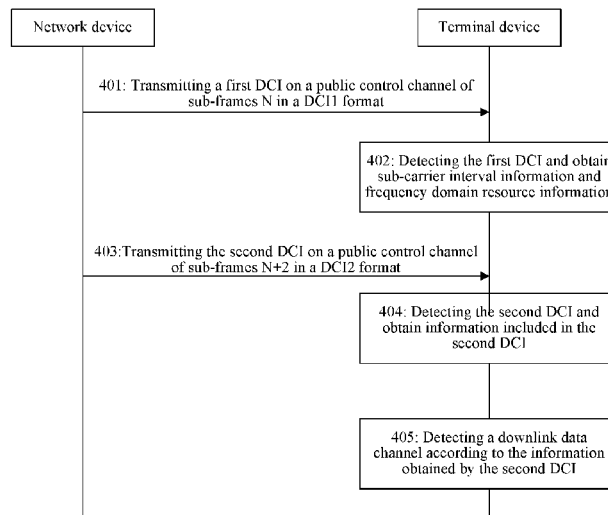 Network device
Terminal device
401: Transmitting a first DCI on a public control channel of
sub-frames N in a DCI1 format
402: Detecting the first DCI and obtain
sub-carrier interval information and
frequency domain resource information
403:Transmitting the second DCI on a public control channel
of sub-frames N+2 in a DCI2 format
404: Detecting the second DCI and
obtain information included in the
second DCI
405: Detecting a downlink data
channel according to the information
obtained by the second DCI